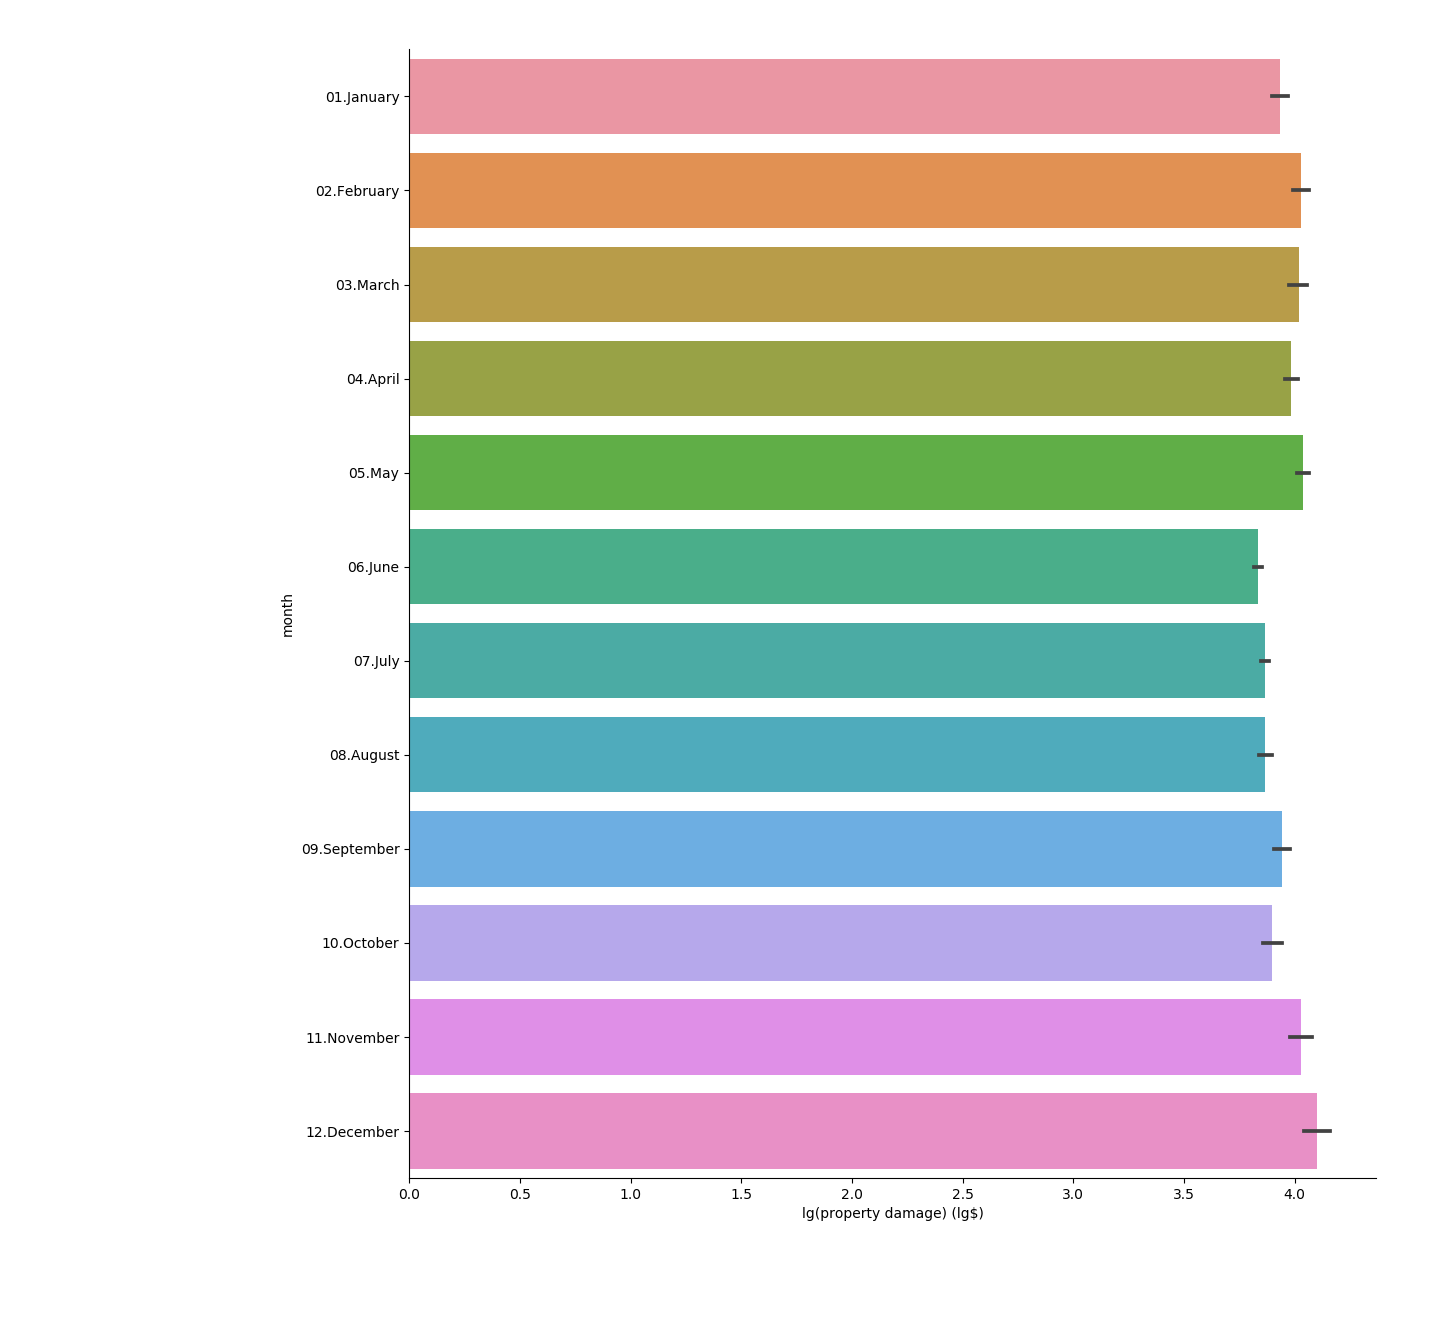 01.January
02.February
03.March
04.April
05.May
06.June
07.July
08.August
09.September
10.October
11.November
12.December
month
0.0 0.5 1.0 1.5 2.0 2.5 3.0 3.5 4.0
lg(property damage) (lg$)